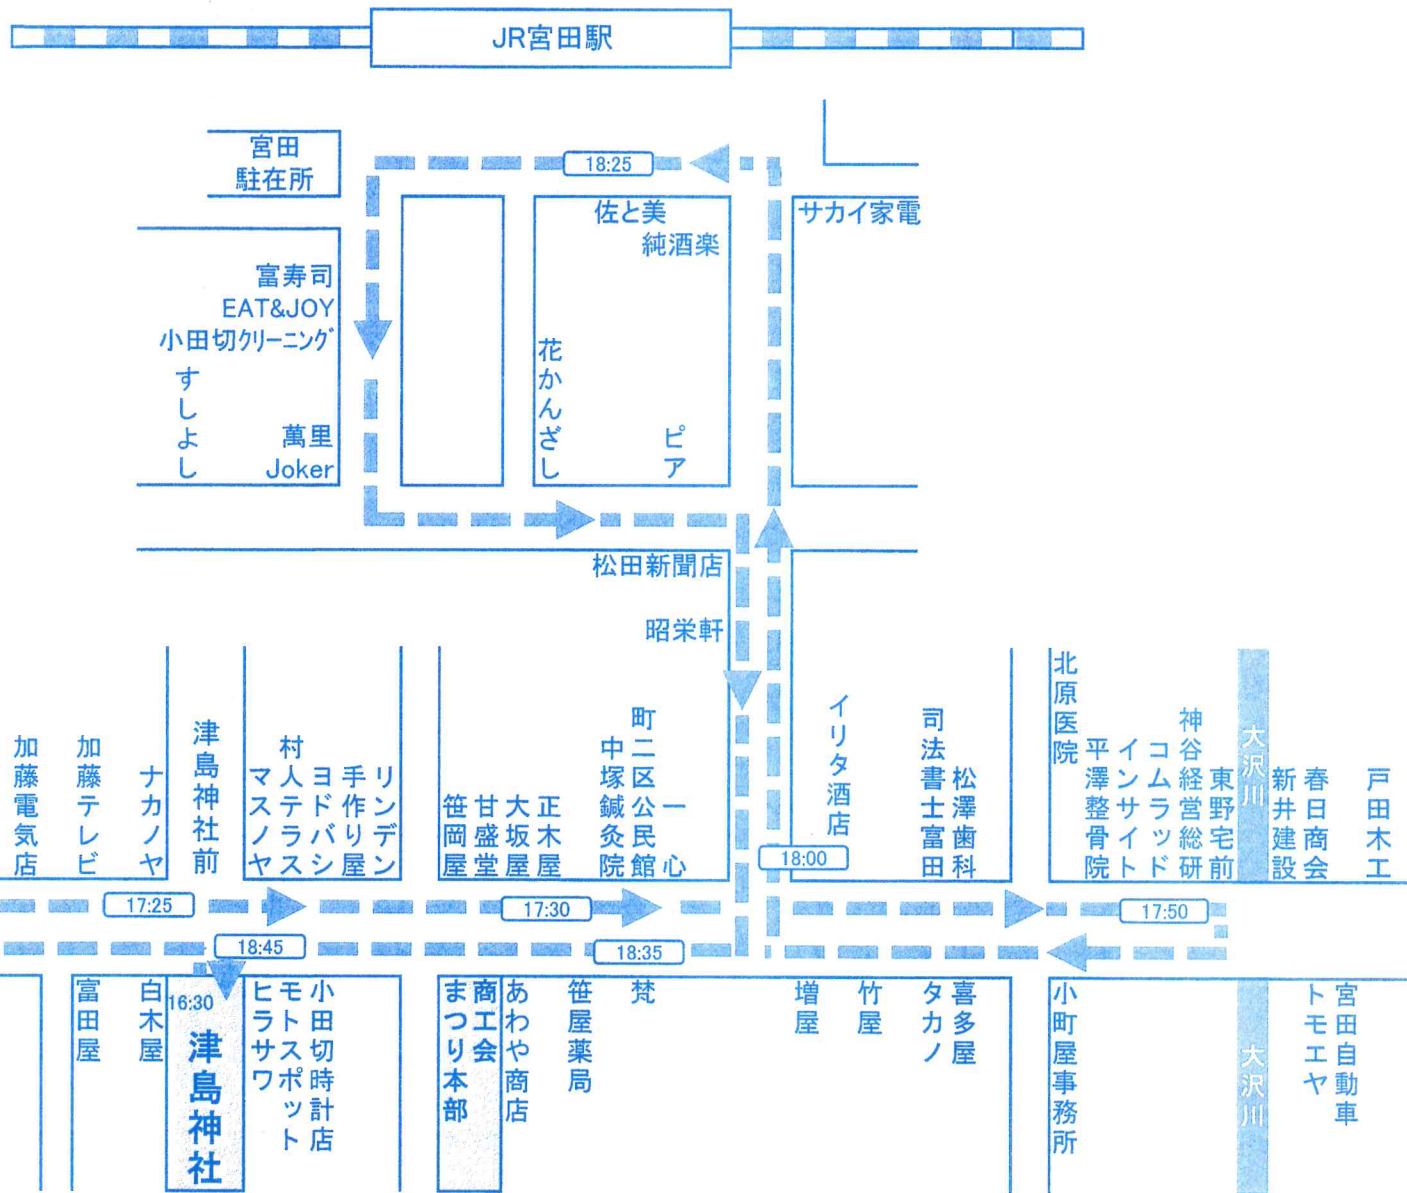 JR宮田駅
宮田
駐在所
18:25
佐と美
純酒楽
サカイ家電
富寿司
EAT&JOY
小田切クリーニング
すしよし
萬里
Joker
花かんざし
ピア
松田新聞店
昭栄軒
加藤電気店
加藤テレビ
ナカノヤ
津島神社前
マスノヤ
村人テラス
ヨドバシ
手作り屋
リンデン
笹岡屋
甘盛堂
大坂屋
正木屋
中塚鍼灸院
町二区公民館
一心
イリタ酒店
司法書士富田
松澤歯科
北原医院
平澤整骨院
インサイト
コムラッド
神谷経営総研
東野宅前
大沢川
新井建設
春日商会
戸田木工
18:00
17:25
17:30
17:50
18:45
18:35
富田屋
白木屋
16:30
津島神社
ヒラサワ
モトスポット
小田切時計店
まつり本部
商工会
あわや商店
笹屋薬局
梵
増屋
竹屋
タカノ
喜多屋
小町屋事務所
大沢川
トモエヤ
宮田自動車